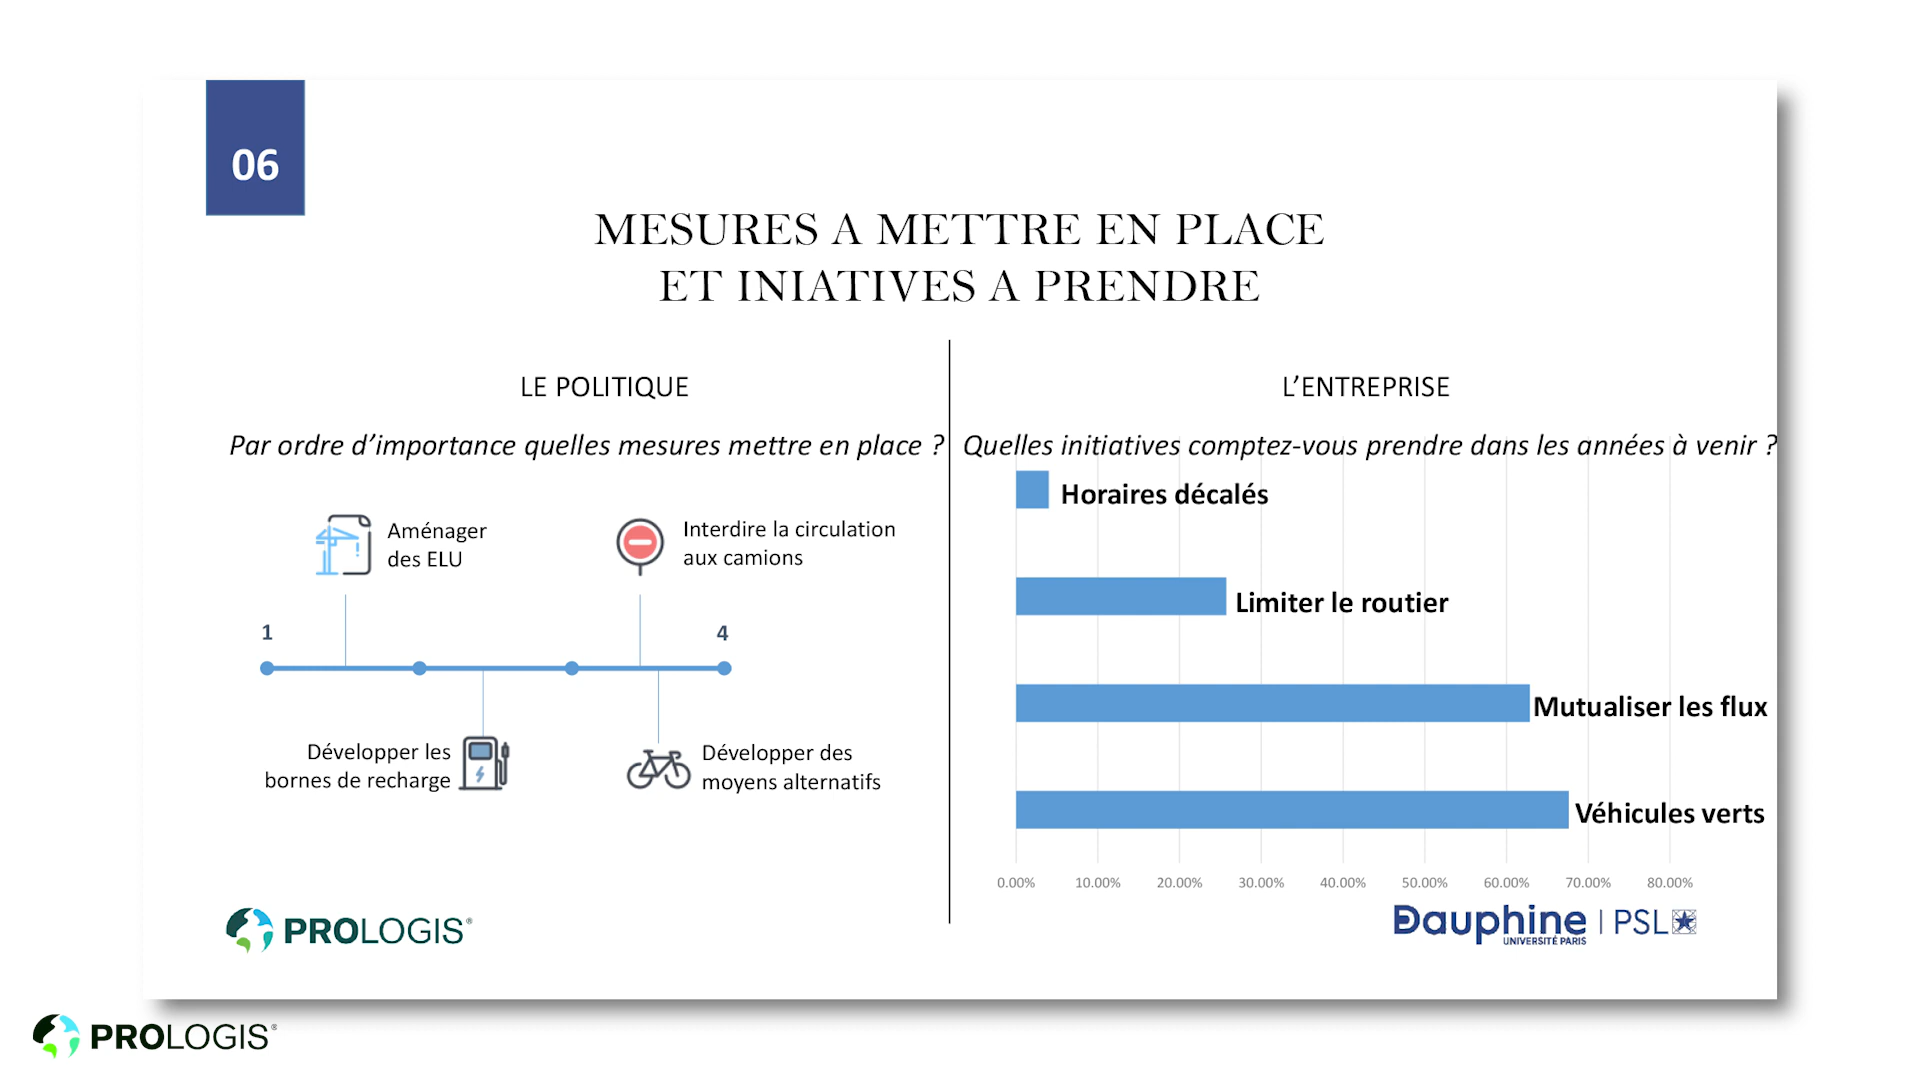 06
MESURES A METTRE EN PLACE
ET INIATIVES A PRENDRE
LE POLITIQUE
Par ordre d’importance quelles mesures mettre en place ?
Aménager
des ELU
Interdire la circulation
aux camions
1
4
Développer les
bornes de recharge
Développer des
moyens alternatifs
L’ENTREPRISE
Quelles initiatives comptez-vous prendre dans les années à venir ?
Horaires décalés
Limiter le routier
Mutualiser les flux
Véhicules verts
0.00% 10.00% 20.00% 30.00% 40.00% 50.00% 60.00% 70.00% 80.00%
PROLOGIS®
Dauphine | PSL
UNIVERSITÉ PARIS
PROLOGIS®